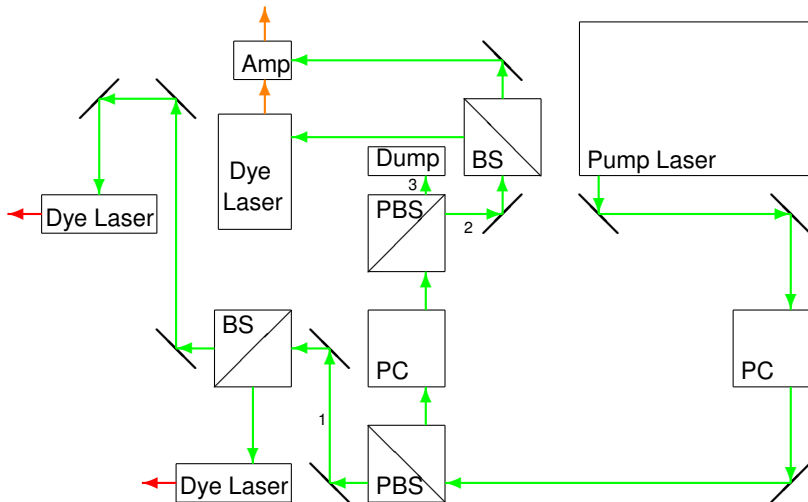 Amp
Pump Laser
BS
Dump
Dye
Laser
3
PBS
2
Dye Laser
BS
PC
PC
1
PBS
Dye Laser